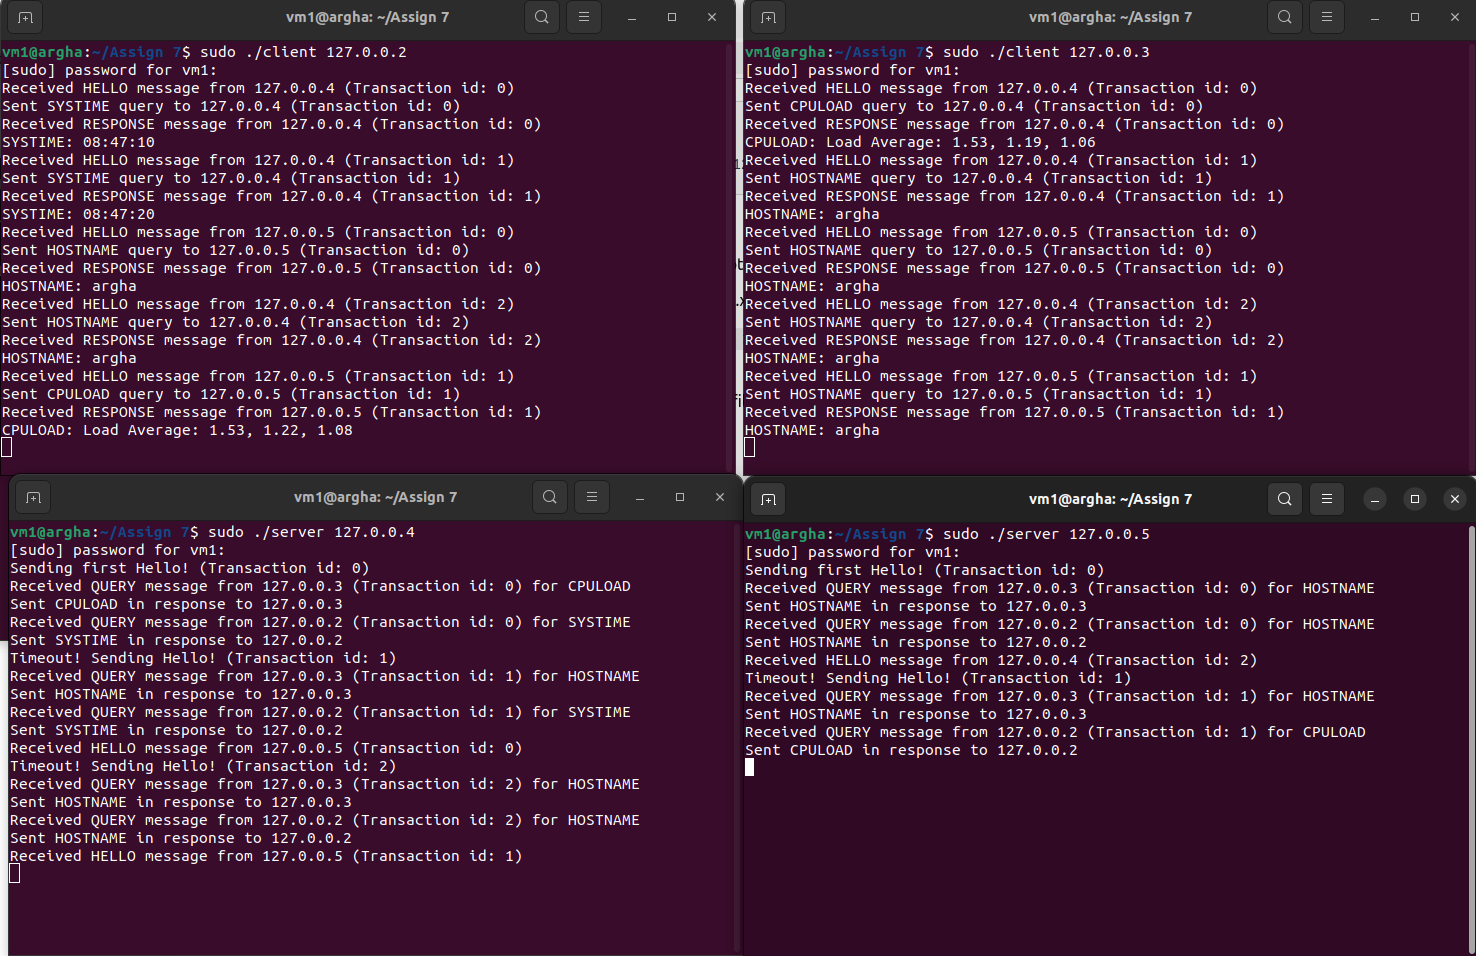 vm1@argha: ~/Assign 7
vm1@argha:~/Assign 7$ sudo ./client 127.0.0.2
[sudo] password for vm1:
Received HELLO message from 127.0.0.4 (Transaction id: 0)
Sent SYSTIME query to 127.0.0.4 (Transaction id: 0)
Received RESPONSE message from 127.0.0.4 (Transaction id: 0)
SYSTIME: 08:47:10
Received HELLO message from 127.0.0.4 (Transaction id: 1)
Sent SYSTIME query to 127.0.0.4 (Transaction id: 1)
Received RESPONSE message from 127.0.0.4 (Transaction id: 1)
SYSTIME: 08:47:20
Received HELLO message from 127.0.0.5 (Transaction id: 0)
Sent HOSTNAME query to 127.0.0.5 (Transaction id: 0)
Received RESPONSE message from 127.0.0.5 (Transaction id: 0)
HOSTNAME: argha
Received HELLO message from 127.0.0.4 (Transaction id: 2)
Sent HOSTNAME query to 127.0.0.4 (Transaction id: 2)
Received RESPONSE message from 127.0.0.4 (Transaction id: 2)
HOSTNAME: argha
Received HELLO message from 127.0.0.5 (Transaction id: 1)
Sent CPULOAD query to 127.0.0.5 (Transaction id: 1)
Received RESPONSE message from 127.0.0.5 (Transaction id: 1)
CPULOAD: Load Average: 1.53, 1.22, 1.08
vm1@argha: ~/Assign 7
vm1@argha:~/Assign 7$ sudo ./client 127.0.0.3
[sudo] password for vm1:
Received HELLO message from 127.0.0.4 (Transaction id: 0)
Sent CPULOAD query to 127.0.0.4 (Transaction id: 0)
Received RESPONSE message from 127.0.0.4 (Transaction id: 0)
CPULOAD: Load Average: 1.53, 1.19, 1.06
Received HELLO message from 127.0.0.4 (Transaction id: 1)
Sent HOSTNAME query to 127.0.0.4 (Transaction id: 1)
Received RESPONSE message from 127.0.0.4 (Transaction id: 1)
HOSTNAME: argha
Received HELLO message from 127.0.0.5 (Transaction id: 0)
Sent HOSTNAME query to 127.0.0.5 (Transaction id: 0)
Received RESPONSE message from 127.0.0.5 (Transaction id: 0)
HOSTNAME: argha
Received HELLO message from 127.0.0.4 (Transaction id: 2)
Sent HOSTNAME query to 127.0.0.4 (Transaction id: 2)
Received RESPONSE message from 127.0.0.4 (Transaction id: 2)
HOSTNAME: argha
Received HELLO message from 127.0.0.5 (Transaction id: 1)
Sent HOSTNAME query to 127.0.0.5 (Transaction id: 1)
Received RESPONSE message from 127.0.0.5 (Transaction id: 1)
HOSTNAME: argha
vm1@argha: ~/Assign 7
vm1@argha:~/Assign 7$ sudo ./server 127.0.0.4
[sudo] password for vm1:
Sending first Hello! (Transaction id: 0)
Received QUERY message from 127.0.0.3 (Transaction id: 0) for CPULOAD
Sent CPULOAD in response to 127.0.0.3
Received QUERY message from 127.0.0.2 (Transaction id: 0) for SYSTIME
Sent SYSTIME in response to 127.0.0.2
Timeout! Sending Hello! (Transaction id: 1)
Received QUERY message from 127.0.0.3 (Transaction id: 1) for HOSTNAME
Sent HOSTNAME in response to 127.0.0.3
Received QUERY message from 127.0.0.2 (Transaction id: 1) for SYSTIME
Sent SYSTIME in response to 127.0.0.2
Received HELLO message from 127.0.0.5 (Transaction id: 0)
Timeout! Sending Hello! (Transaction id: 2)
Received QUERY message from 127.0.0.3 (Transaction id: 2) for HOSTNAME
Sent HOSTNAME in response to 127.0.0.3
Received QUERY message from 127.0.0.2 (Transaction id: 2) for HOSTNAME
Sent HOSTNAME in response to 127.0.0.2
Received HELLO message from 127.0.0.5 (Transaction id: 1)
vm1@argha: ~/Assign 7
vm1@argha:~/Assign 7$ sudo ./server 127.0.0.5
[sudo] password for vm1:
Sending first Hello! (Transaction id: 0)
Received QUERY message from 127.0.0.3 (Transaction id: 0) for HOSTNAME
Sent HOSTNAME in response to 127.0.0.3
Received QUERY message from 127.0.0.2 (Transaction id: 0) for HOSTNAME
Sent HOSTNAME in response to 127.0.0.2
Received HELLO message from 127.0.0.4 (Transaction id: 2)
Timeout! Sending Hello! (Transaction id: 1)
Received QUERY message from 127.0.0.3 (Transaction id: 1) for HOSTNAME
Sent HOSTNAME in response to 127.0.0.3
Received QUERY message from 127.0.0.2 (Transaction id: 1) for CPULOAD
Sent CPULOAD in response to 127.0.0.2